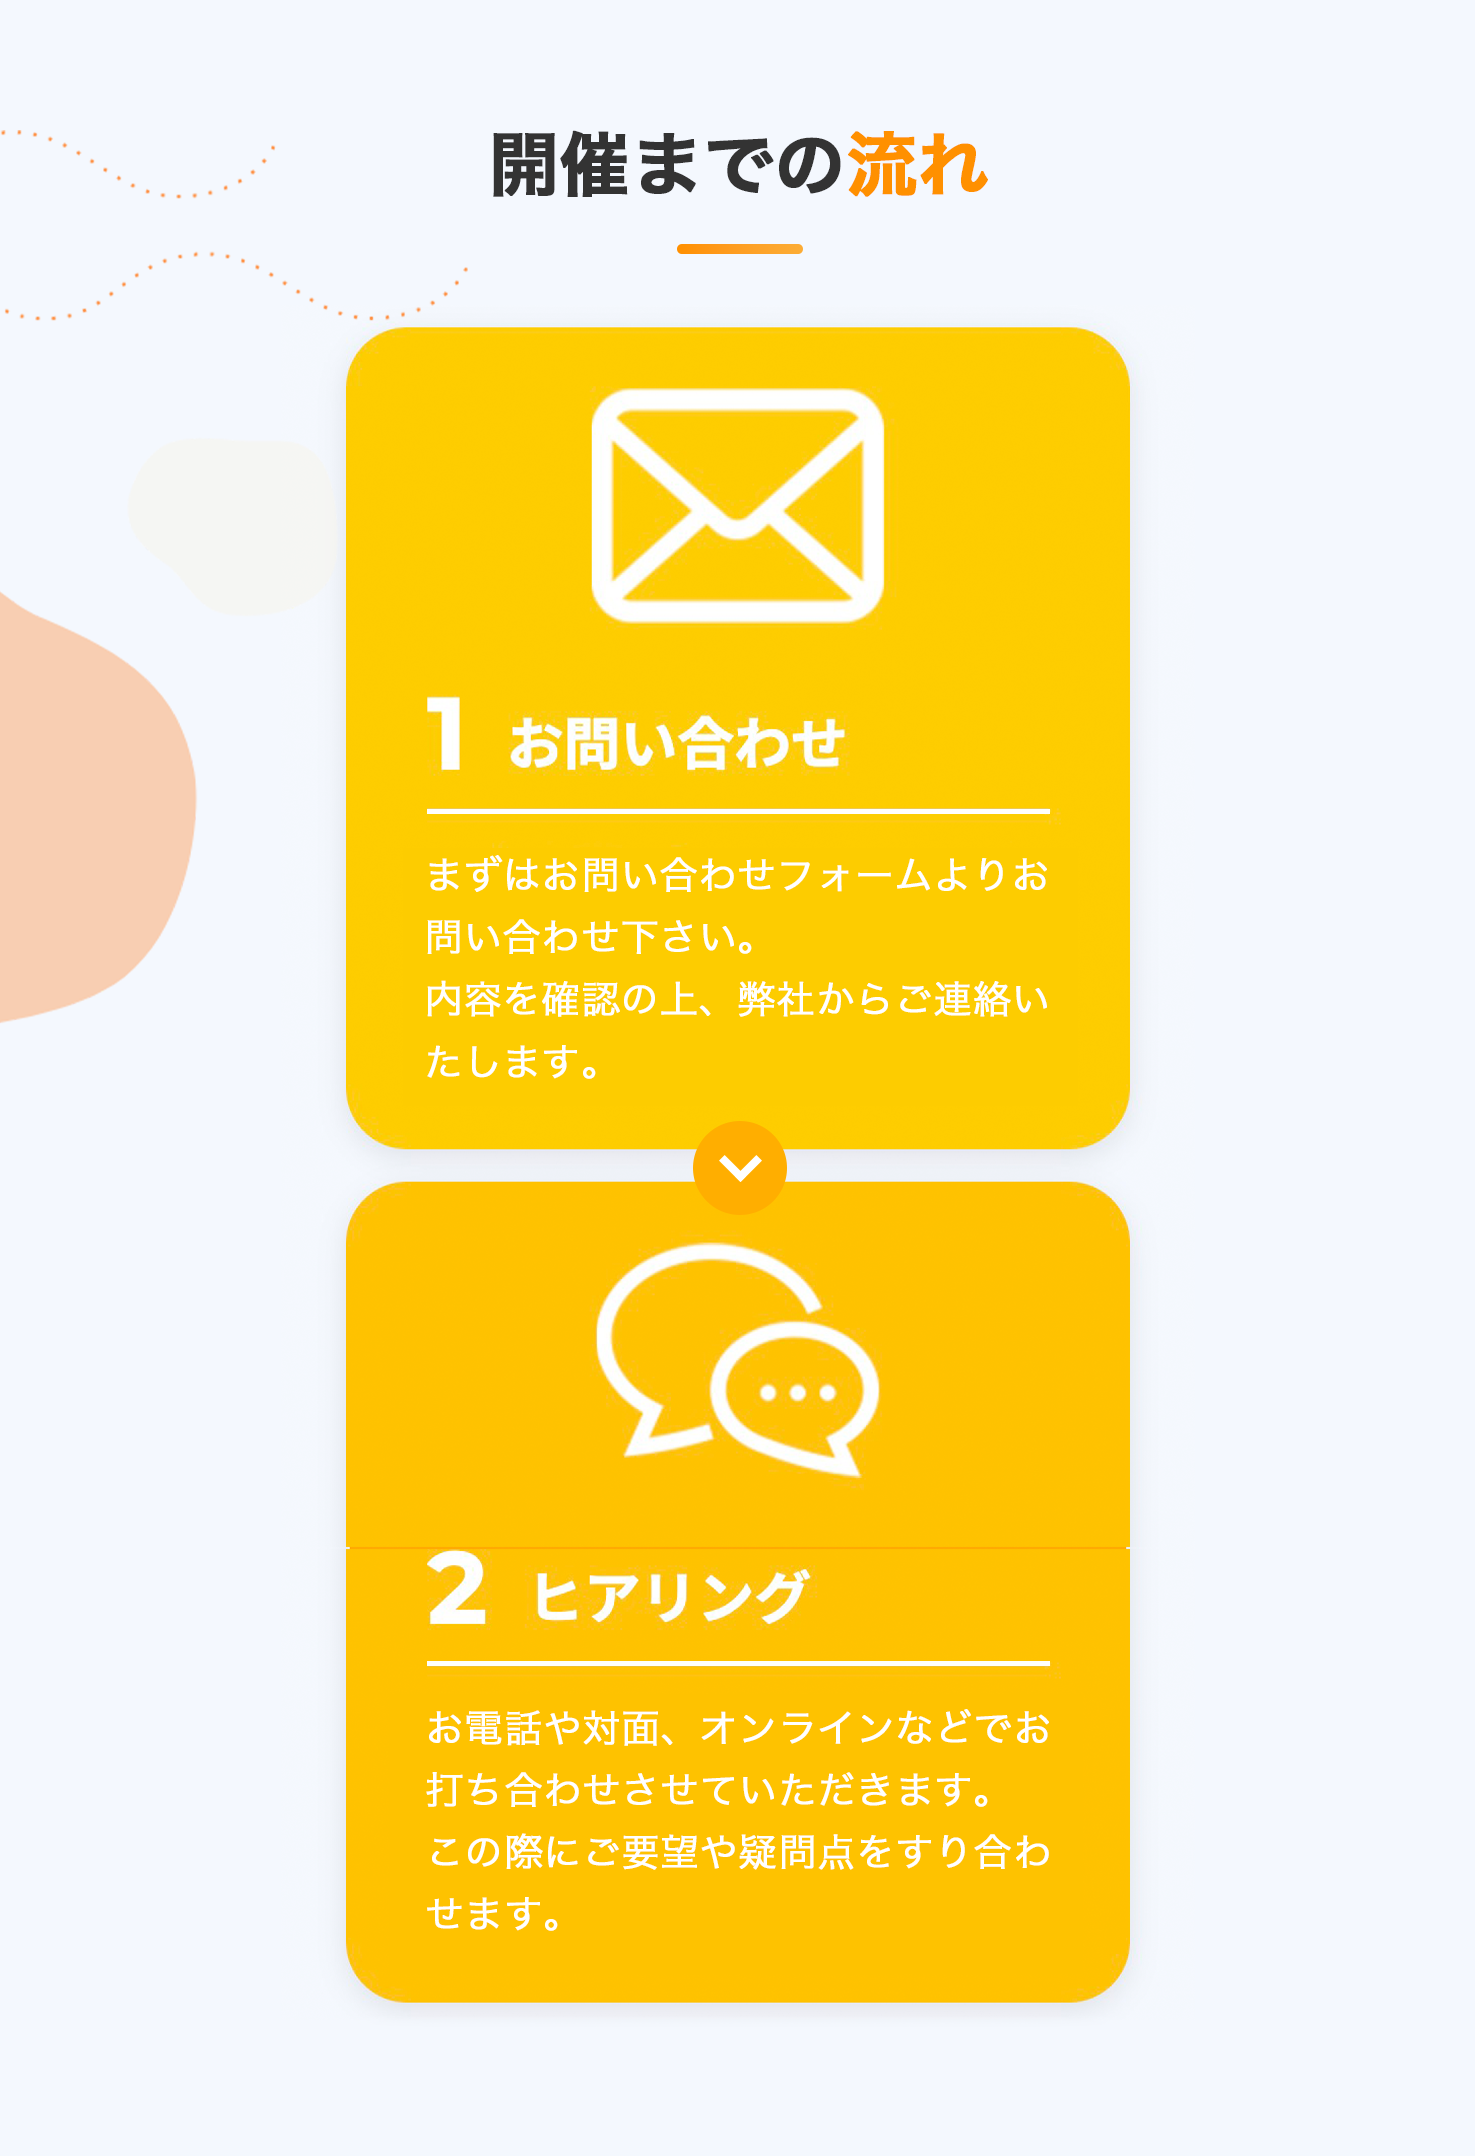 開催までの流れ
1 お問い合わせ
まずはお問い合わせフォームよりお
問い合わせ下さい。
内容を確認の上、弊社からご連絡い
たします。
2 ヒアリング
お電話や対面、オンラインなどでお
打ち合わせさせていただきます。
この際にご要望や疑問点をすり合わ
せます。